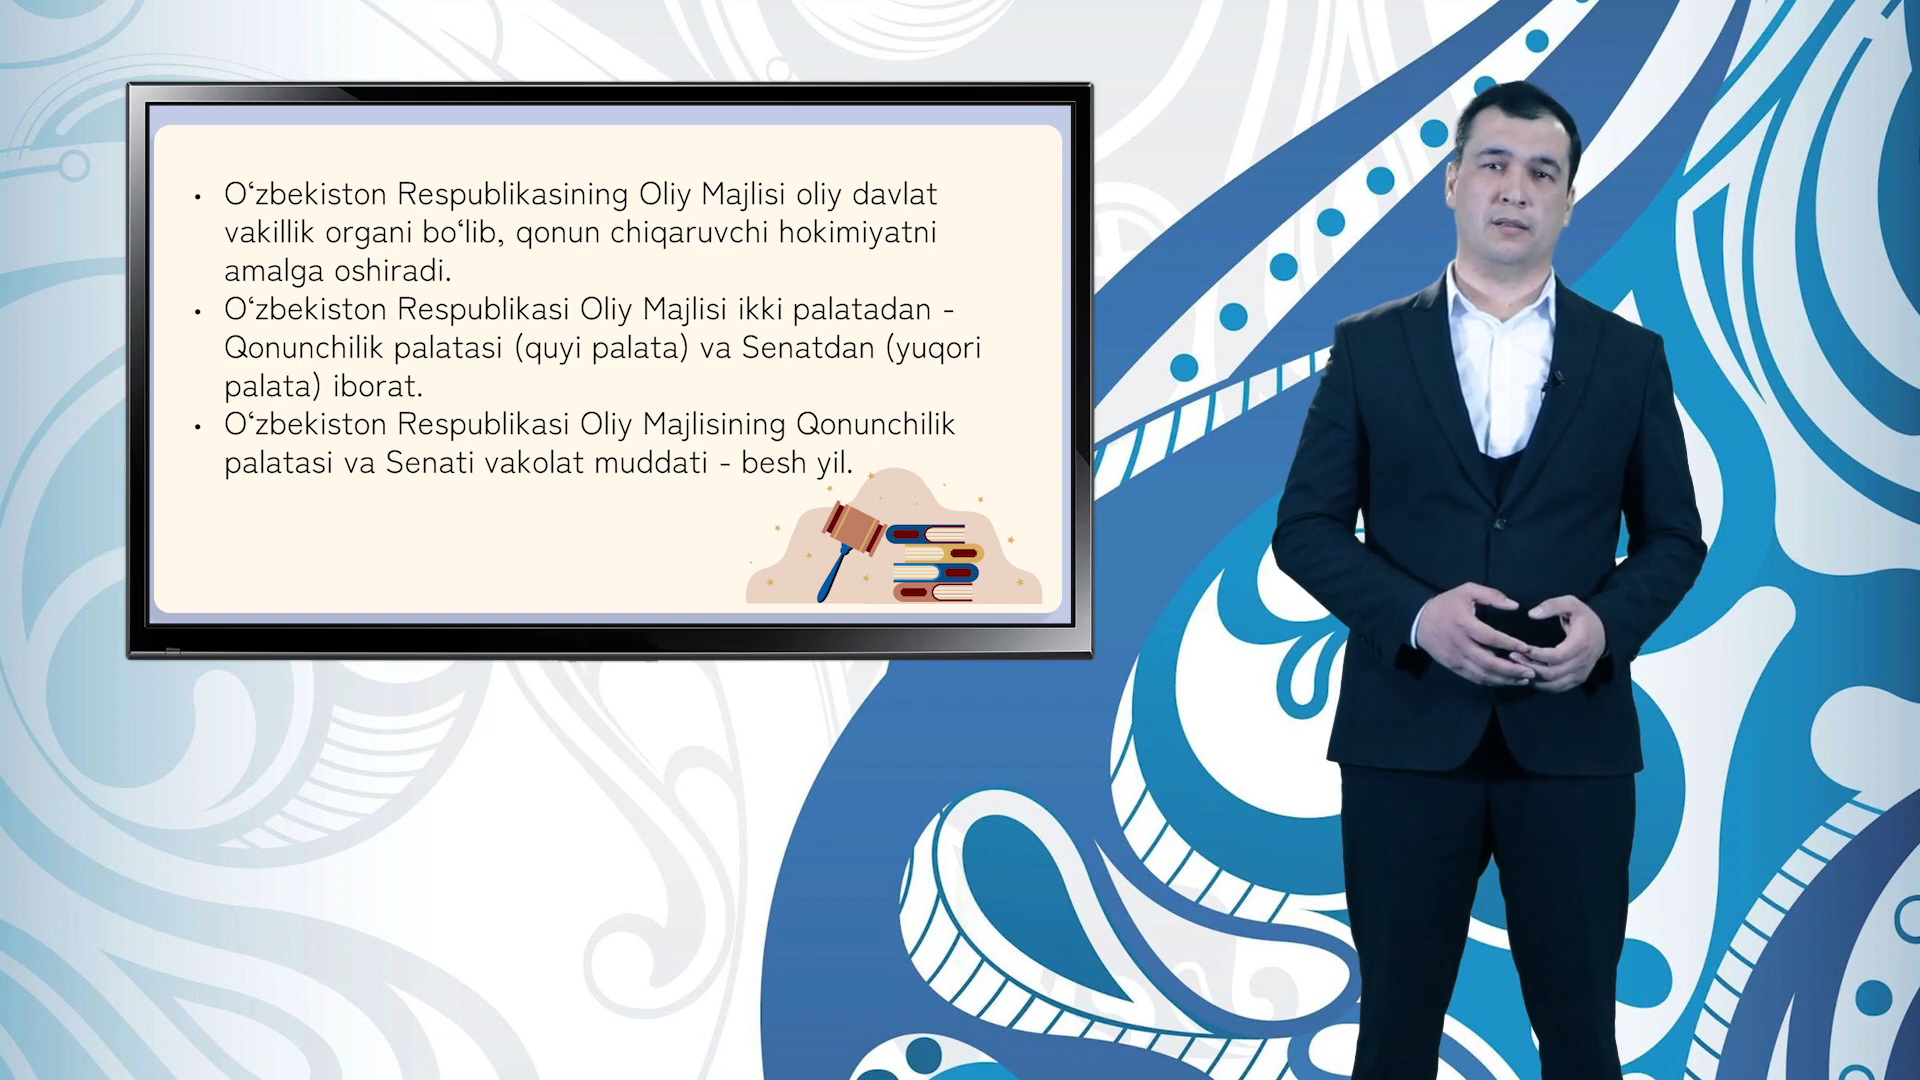 • O‘zbekiston Respublikasining Oliy Majlisi oliy davlat
vakillik organi bo‘lib, qonun chiqaruvchi hokimiyatni
amalga oshiradi.
• O‘zbekiston Respublikasi Oliy Majlisi ikki palatadan -
Qonunchilik palatasi (quyi palata) va Senatdan (yuqori
palata) iborat.
• O‘zbekiston Respublikasi Oliy Majlisining Qonunchilik
palatasi va Senati vakolat muddati - besh yil.